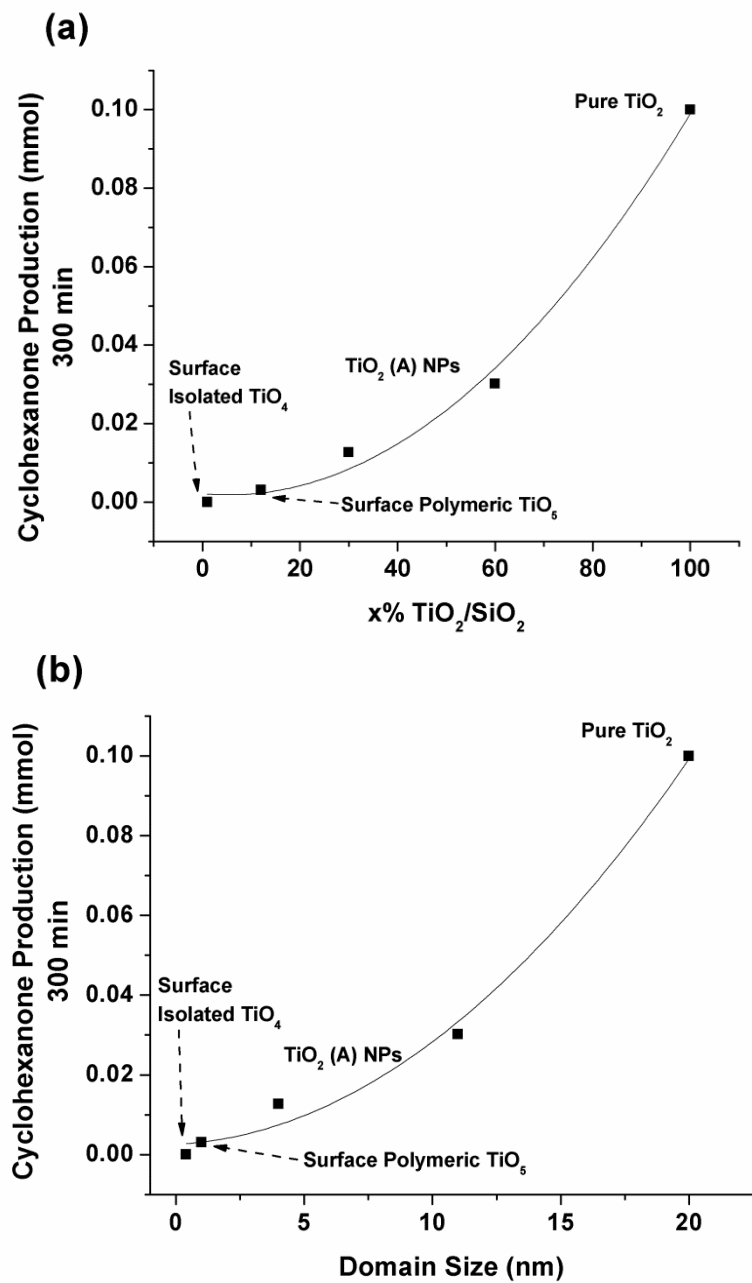 (a)
Cyclohexanone Production (mmol)
300 min
0.10
0.08
0.06
0.04
0.02
0.00
Pure TiO₂
TiO₂ (A) NPs
Surface
Isolated TiO₄
Surface Polymeric TiO₅
0 20 40 60 80 100
x% TiO₂/SiO₂
(b)
Cyclohexanone Production (mmol)
300 min
0.10
0.08
0.06
0.04
0.02
0.00
Pure TiO₂
Surface
Isolated TiO₄
TiO₂ (A) NPs
Surface Polymeric TiO₅
0 5 10 15 20
Domain Size (nm)